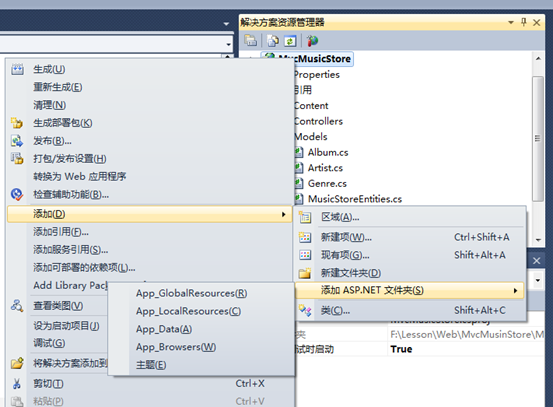 解决方案资源管理器
MvcMusicStore
Properties
引用
Content
Controllers
Models
Album.cs
Artist.cs
Genre.cs
MusicStoreEntities.cs
生成(U)
重新生成(E)
清理(N)
生成部署包(K)
发布(B)...
打包/发布设置(H)
转换为 Web 应用程序
检查辅助功能(B)...
添加(D)
添加引用(F)...
添加服务引用(S)...
添加可部署的依赖项(L)...
Add Library Pac
查看类图(V)
设为启动项目(J)
调试(G)
将解决方案添加到
剪切(T) Ctrl+X
粘贴(P) Ctrl+V
区域(A)...
新建项(W)... Ctrl+Shift+A
现有项(G)... Shift+Alt+A
新建文件夹(D)
添加 ASP.NET 文件夹(S)
类(C)... Shift+Alt+C
App_GlobalResources(R)
App_LocalResources(C)
App_Data(A)
App_Browsers(W)
主题(E)
夹 F:\Lesson\Web\MvcMusinStore\M
试时启动 True